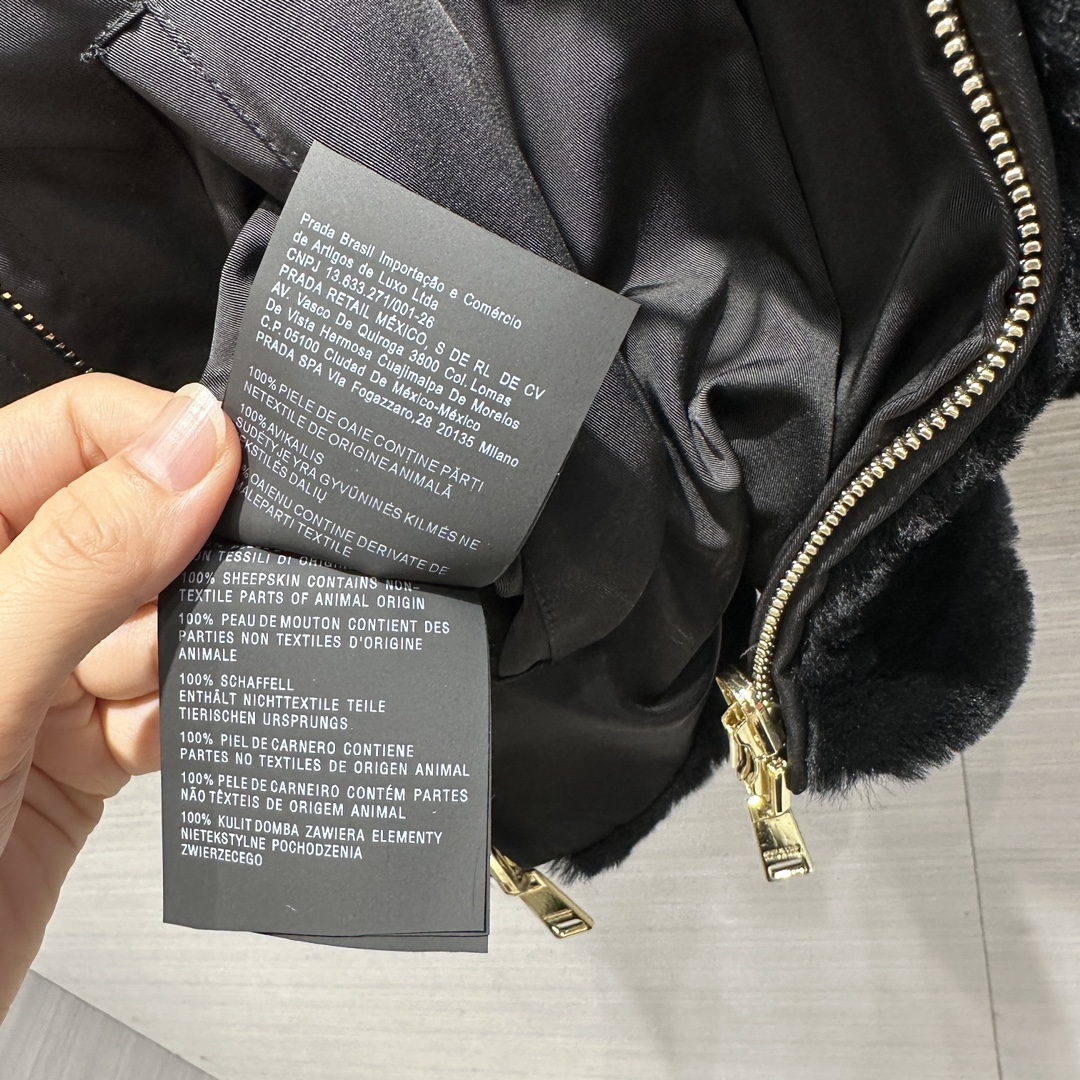 Prada Brasil Importação e Comércio
de Artigos de Luxo Ltda
CNPJ 13.633.271/001-26
PRADA RETAIL MÉXICO, S DE RL DE CV
AV. Vasco De Quiroga 3800 Col. Lomas
De Vista Hermosa Cuajimalpa De Morelos
C.P. 05100 Ciudad De México-México
PRADA SPA Via Fogazzaro,28 20135 Milano
100% PIELE DE OAIE CONTINE PĂRTI
NETEXTILE DE ORIGINE ANIMALĂ
100%AVIKAILIS
SUDĖTYJE YRA GYVŪNINĖS KILMĖS NE
EKSTILĖS DALIŲ
% OAIENU CONTINE DERIVATE DE
PARTI TEXTILE
TESSILI DI
100% SHEEPSKIN CONTAINS NON-
TEXTILE PARTS OF ANIMAL ORIGIN
100% PEAU DE MOUTON CONTIENT DES
PARTIES NON TEXTILES D'ORIGINE
ANIMALE
100% SCHAFFELL
ENTHÄLT NICHTTEXTILE TEILE
TIERISCHEN URSPRUNGS.
100% PIEL DE CARNERO CONTIENE
PARTES NO TEXTILES DE ORIGEN ANIMAL
100% PELE DE CARNEIRO CONTÉM PARTES
NÃO TÊXTEIS DE ORIGEM ANIMAL
100% KULIT DOMBA ZAWIERA ELEMENTY
NIETEKSTYLNE POCHODZENIA
ZWIERZECEGO